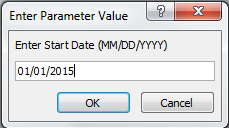 Enter Parameter Value
?
Enter Start Date (MM/DD/YYYY)
01/01/2015
OK Cancel